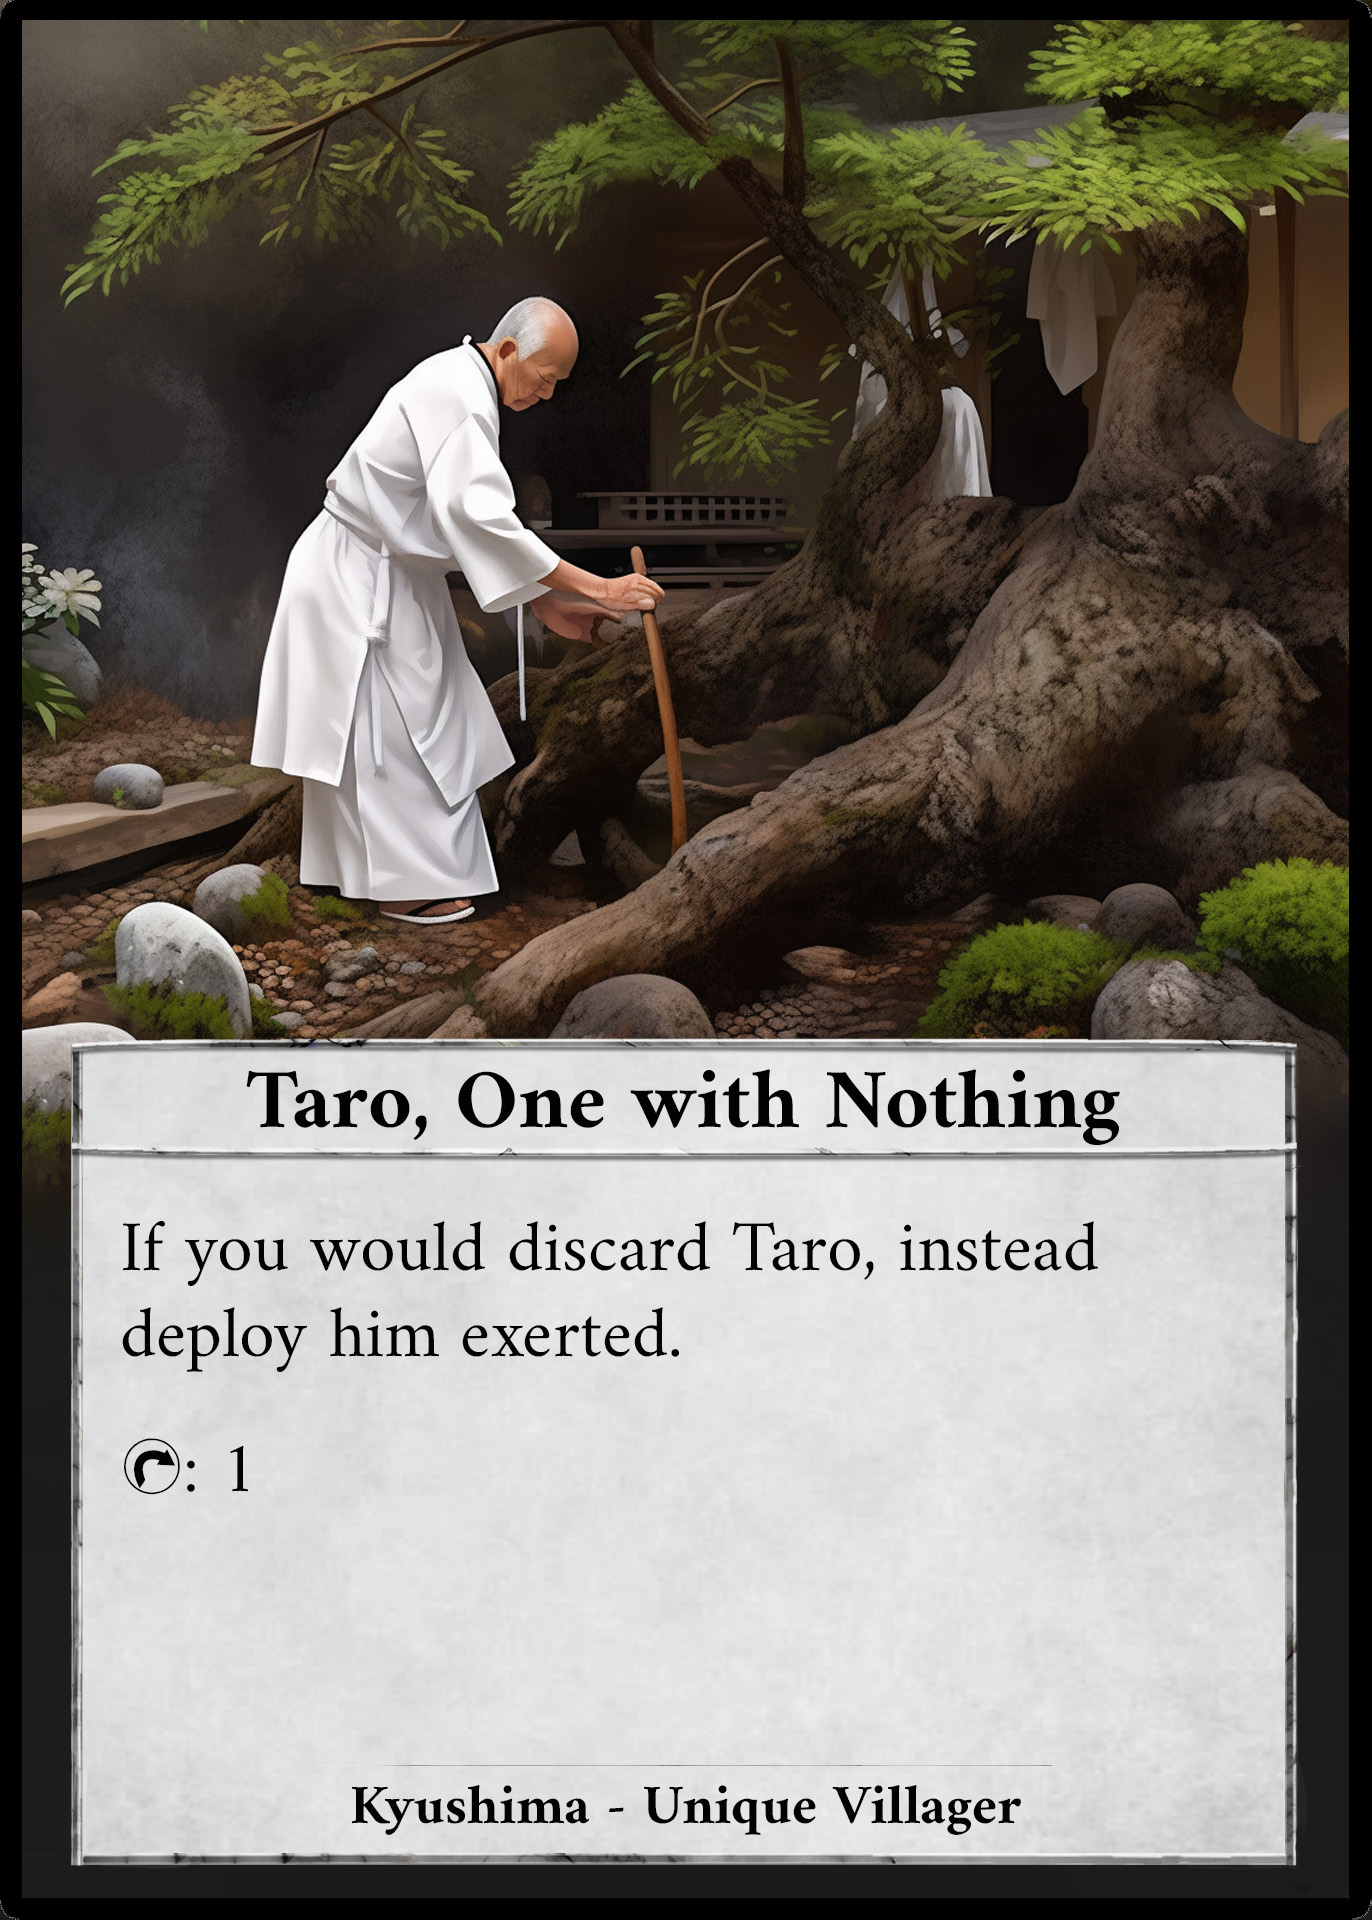 Taro, One with Nothing
If you would discard Taro, instead
deploy him exerted.
: 1
Kyushima - Unique Villager